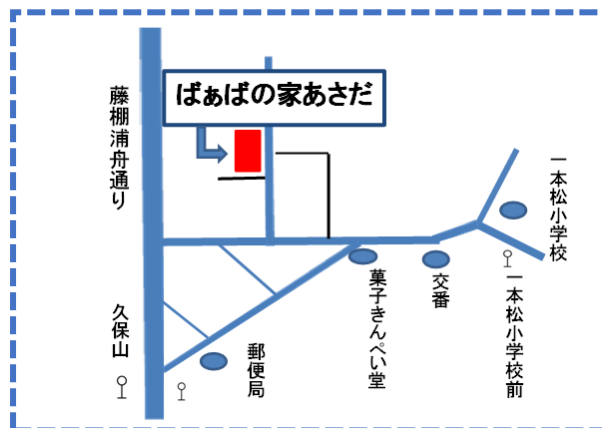 ばぁばの家あさだ
藤棚浦舟通り
一本松小学校
久保山
郵便局
菓子きんぺい堂
交番
一本松小学校前